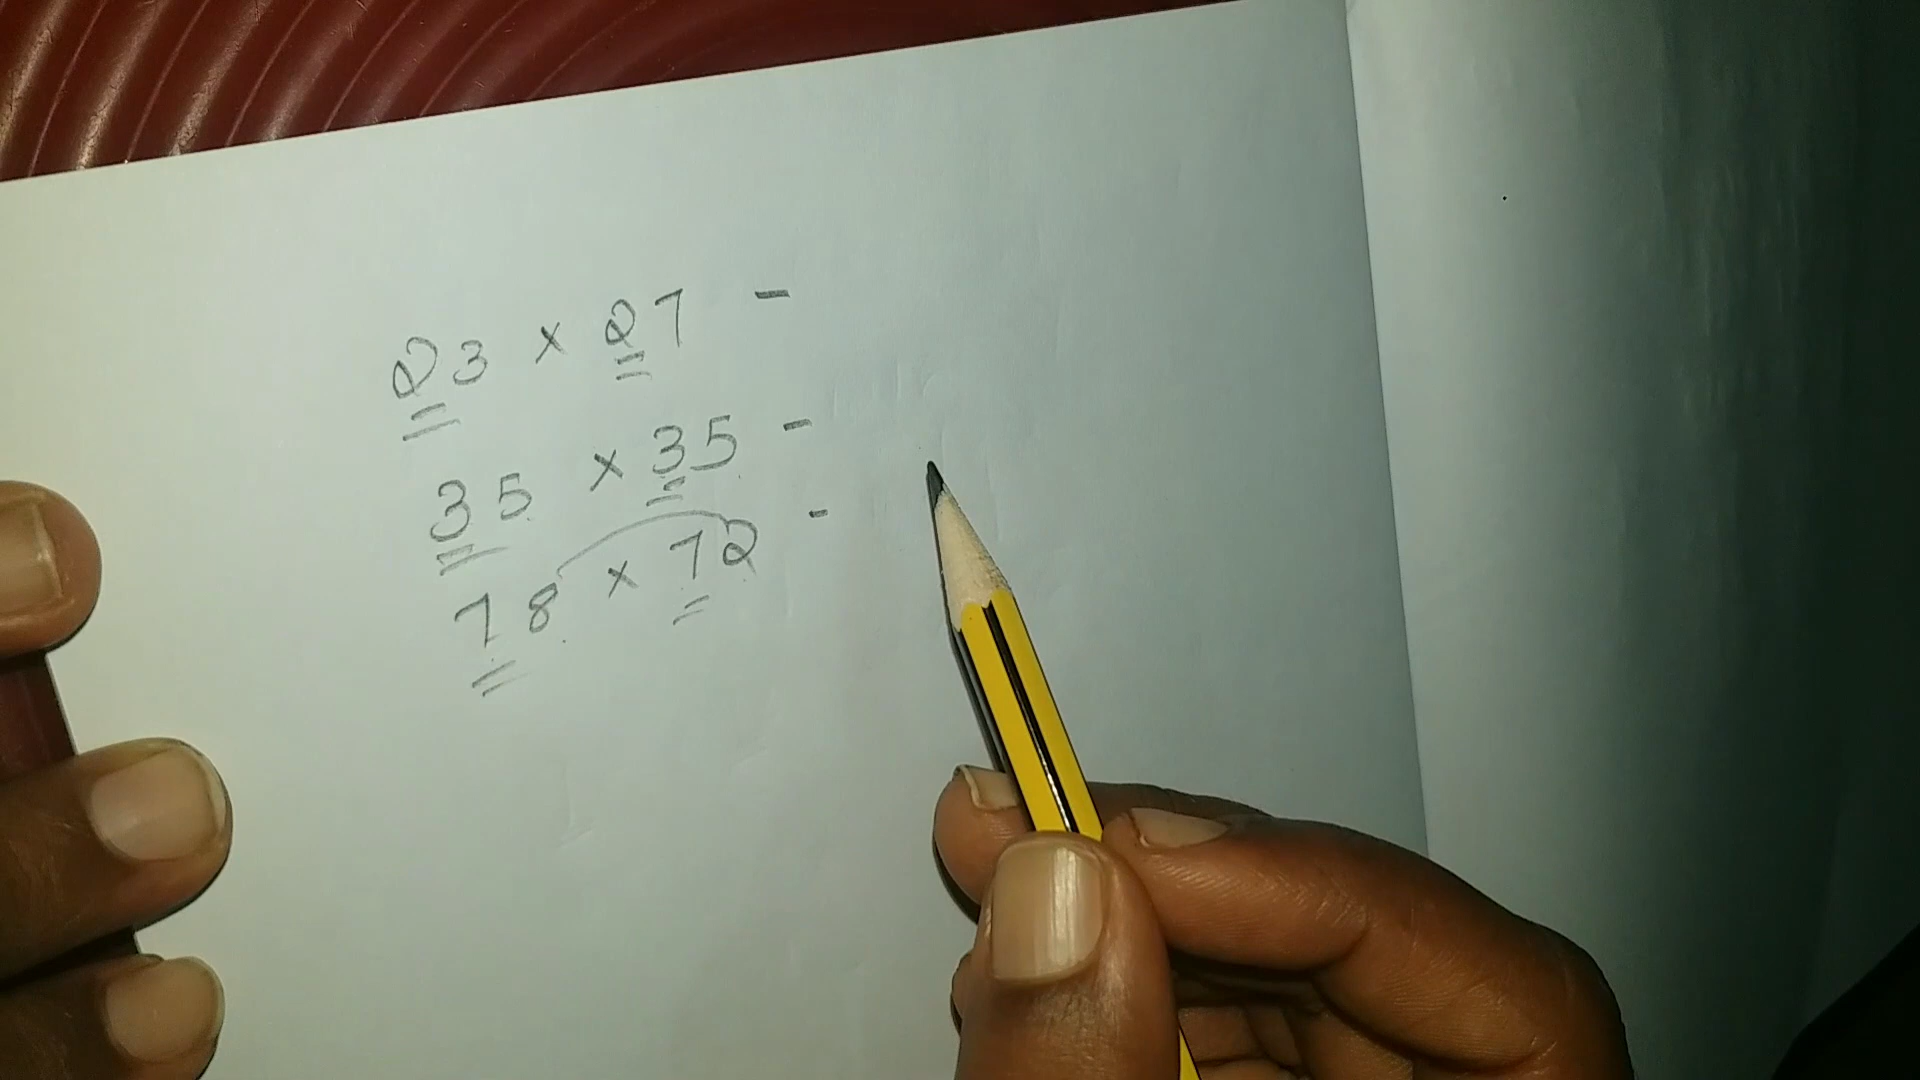 23 × 27 -
35 × 35 -
78 × 72 -